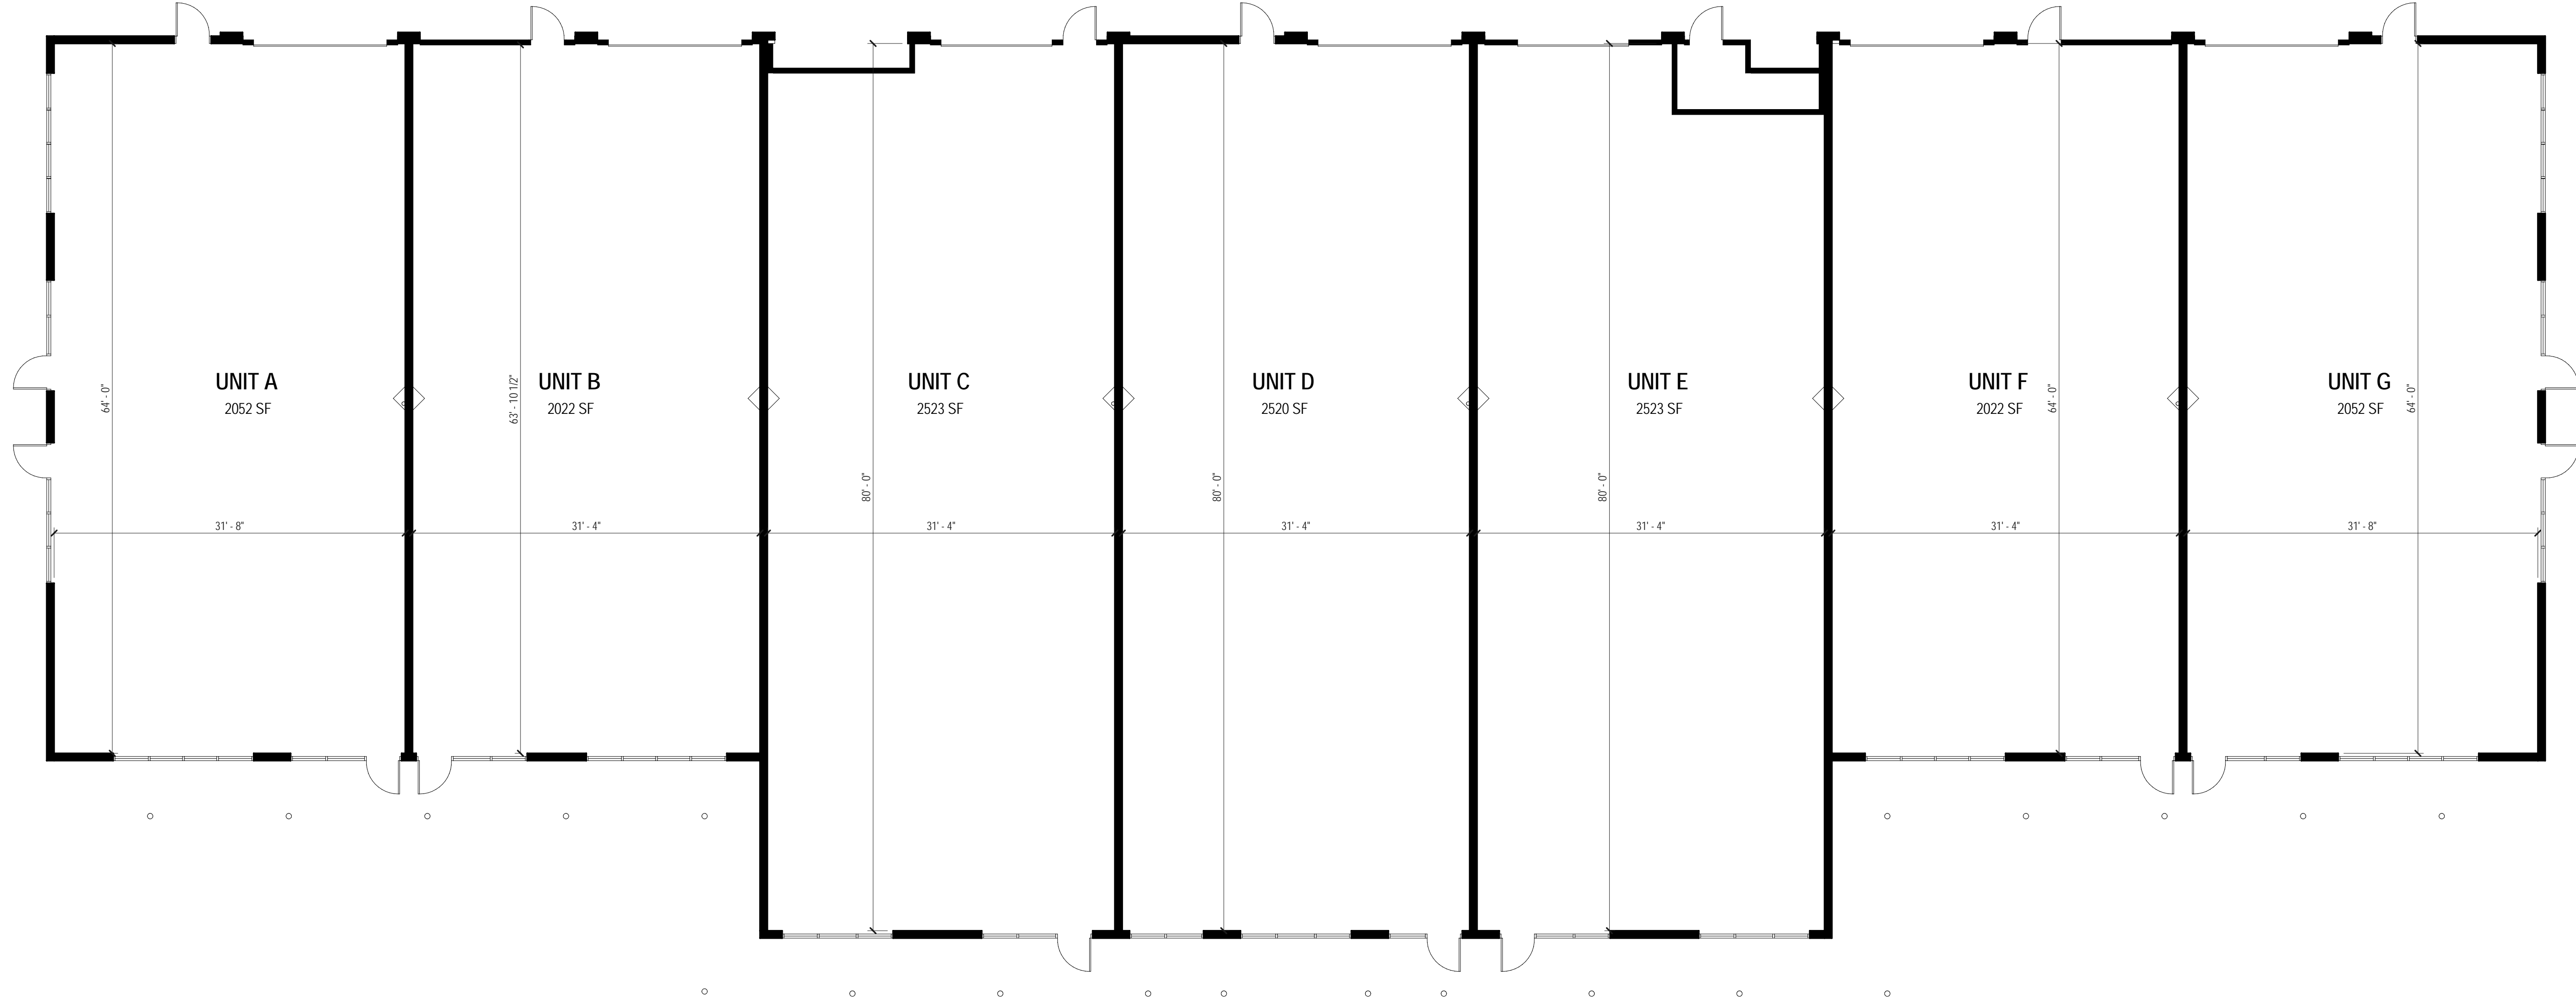 UNIT A
2052 SF
UNIT B
2022 SF
UNIT C
2523 SF
UNIT D
2520 SF
UNIT E
2523 SF
UNIT F
2022 SF
UNIT G
2052 SF
64' - 0"
63' - 10 1/2"
80' - 0"
80' - 0"
80' - 0"
64' - 0"
64' - 0"
31' - 8"
31' - 4"
31' - 4"
31' - 4"
31' - 4"
31' - 4"
31' - 8"